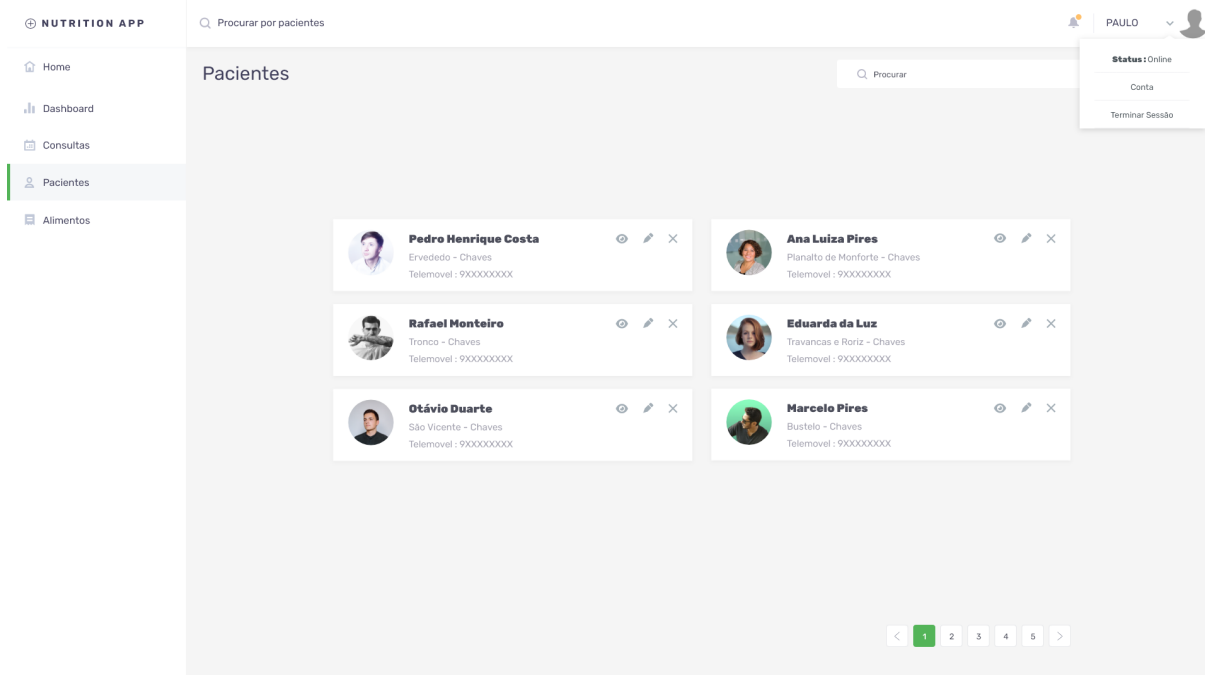 NUTRITION APP
Procurar por pacientes
PAULO
Status : Online
Conta
Terminar Sessão
Home
Dashboard
Consultas
Pacientes
Alimentos
Pacientes
Procurar
Pedro Henrique Costa
Ervededo - Chaves
Telemovel : 9XXXXXXXX
Ana Luiza Pires
Planalto de Monforte - Chaves
Telemovel : 9XXXXXXXX
Rafael Monteiro
Tronco - Chaves
Telemovel : 9XXXXXXXX
Eduarda da Luz
Travancas e Roriz - Chaves
Telemovel : 9XXXXXXXX
Otávio Duarte
São Vicente - Chaves
Telemovel : 9XXXXXXXX
Marcelo Pires
Bustelo - Chaves
Telemovel : 9XXXXXXXX
1 2 3 4 5